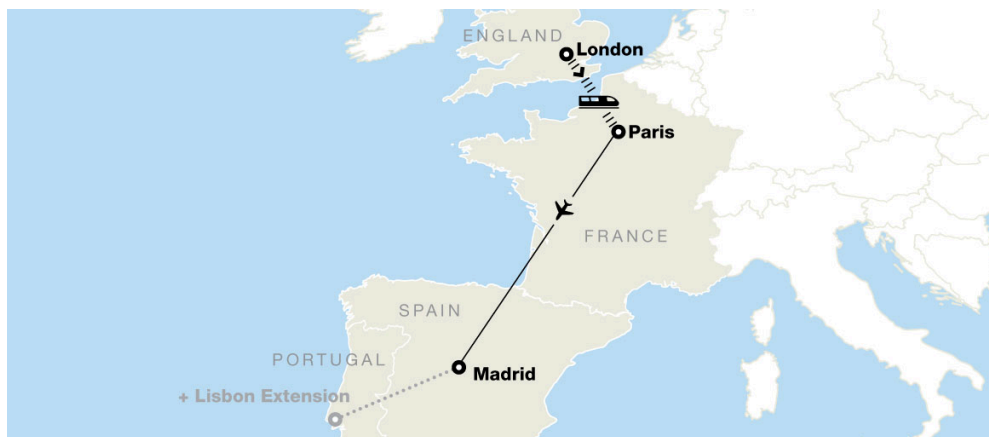 ENGLAND
London
Paris
FRANCE
SPAIN
PORTUGAL
Madrid
+ Lisbon Extension